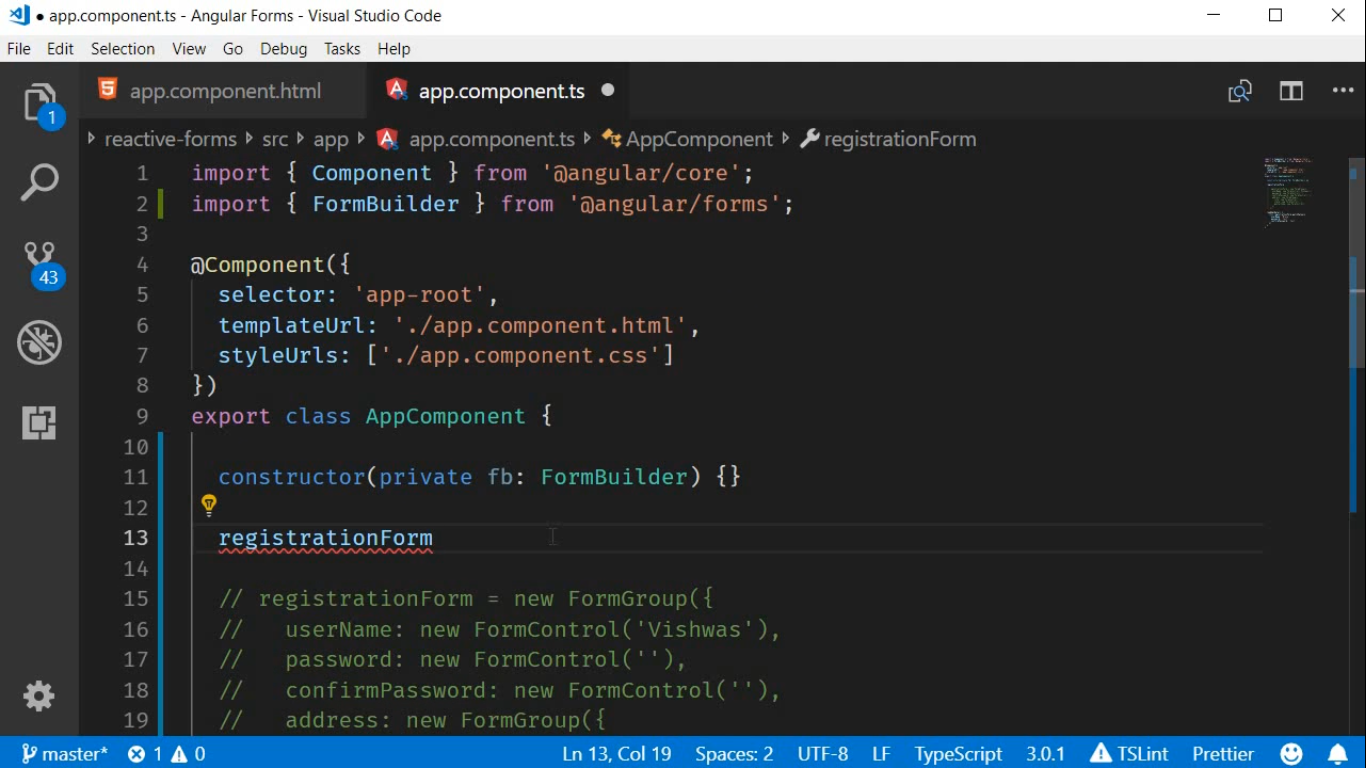 ● app.component.ts - Angular Forms - Visual Studio Code
File Edit Selection View Go Debug Tasks Help
app.component.html app.component.ts
reactive-forms src app app.component.ts AppComponent registrationForm
1 import { Component } from '@angular/core';
2 import { FormBuilder } from '@angular/forms';
3
4 @Component({
5 selector: 'app-root',
6 templateUrl: './app.component.html',
7 styleUrls: ['./app.component.css']
8 })
9 export class AppComponent {
10
11 constructor(private fb: FormBuilder) {}
12
13 registrationForm
14
15 // registrationForm = new FormGroup({
16 // userName: new FormControl('Vishwas'),
17 // password: new FormControl(''),
18 // confirmPassword: new FormControl(''),
19 // address: new FormGroup({
1
43
master* 1 0 Ln 13, Col 19 Spaces: 2 UTF-8 LF TypeScript 3.0.1 TSLint Prettier